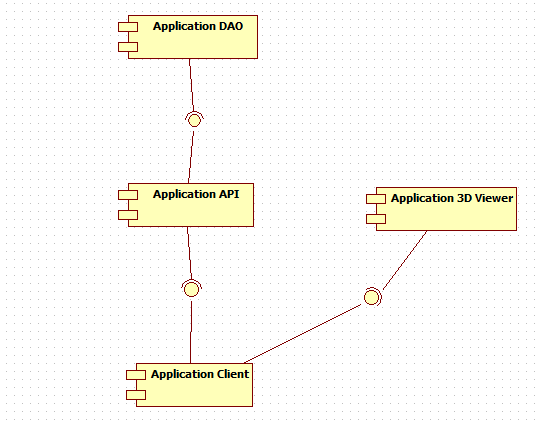 Application DAO
Application API
Application 3D Viewer
Application Client